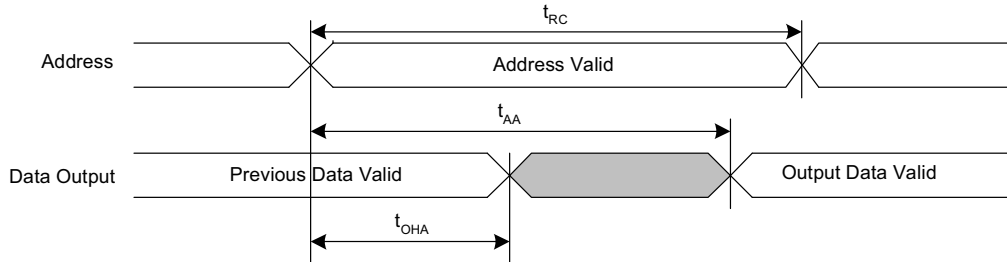 tRC
Address
Address Valid
tAA
Data Output
Previous Data Valid
Output Data Valid
tOHA